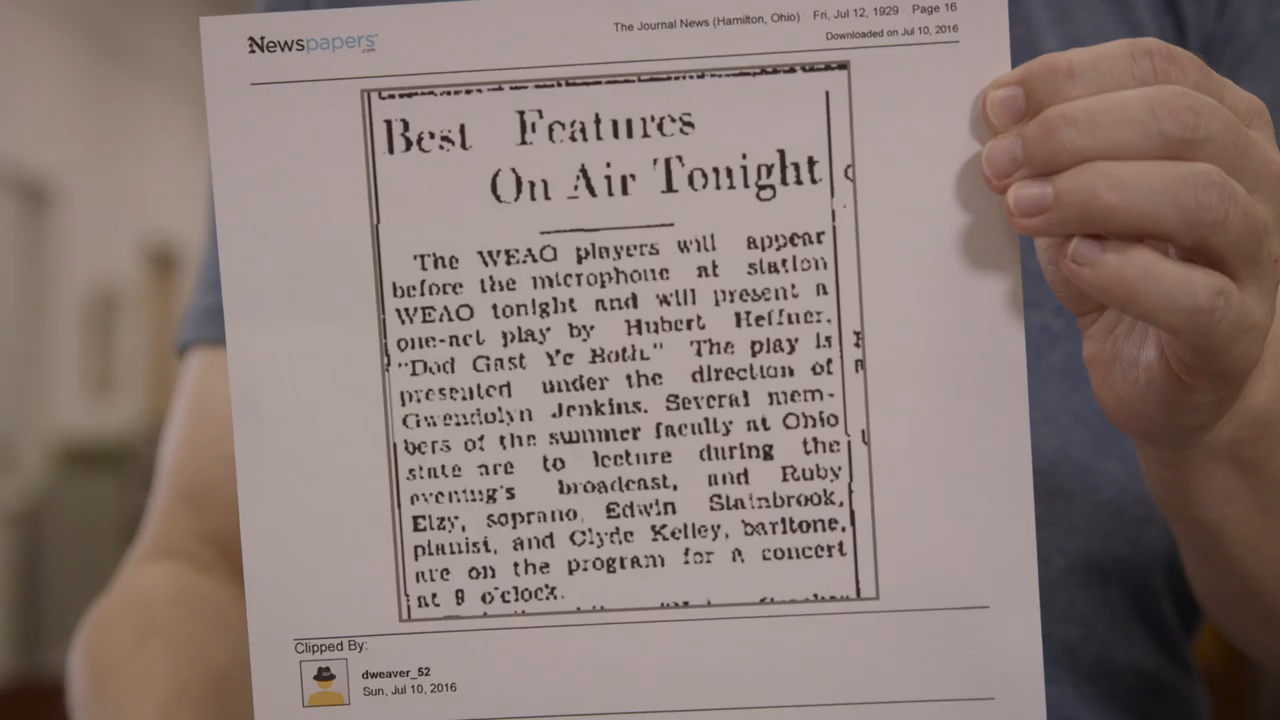 Newspapers.com
The Journal News (Hamilton, Ohio) · Fri, Jul 12, 1929 · Page 16
Downloaded on Jul 10, 2016
Best Features
On Air Tonight
The WEAO players will appear
before the microphone at station
WEAO tonight and will present a
one-act play by Hubert Heffner,
"Dod Gast Ye Both." The play is
presented under the direction of
Gwendolyn Jenkins. Several mem-
bers of the summer faculty at Ohio
state are to lecture during the
evening's broadcast, and Ruby
Elzy, soprano, Edwin Stainbrook,
pianist, and Clyde Kelley, baritone,
are on the program for a concert
at 9 o'clock.
Clipped By:
dweaver_52
Sun, Jul 10, 2016